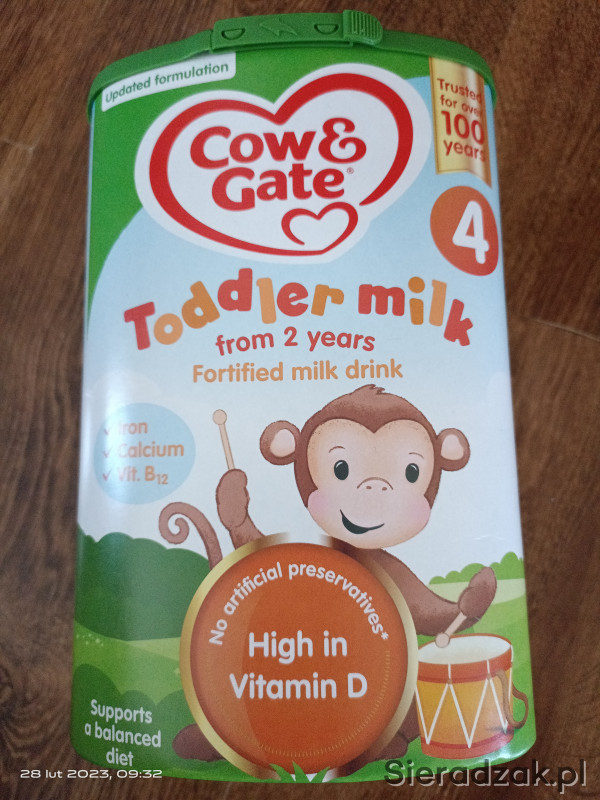 Updated formulation
Trusted
for over
100
years
Cow &
Gate®
4
Toddler milk
from 2 years
Fortified milk drink
✓ Iron
✓ Calcium
✓ Vit. B12
No artificial preservatives*
High in
Vitamin D
Supports
a balanced
diet
28 lut 2023, 09:32
Sieradzak.pl